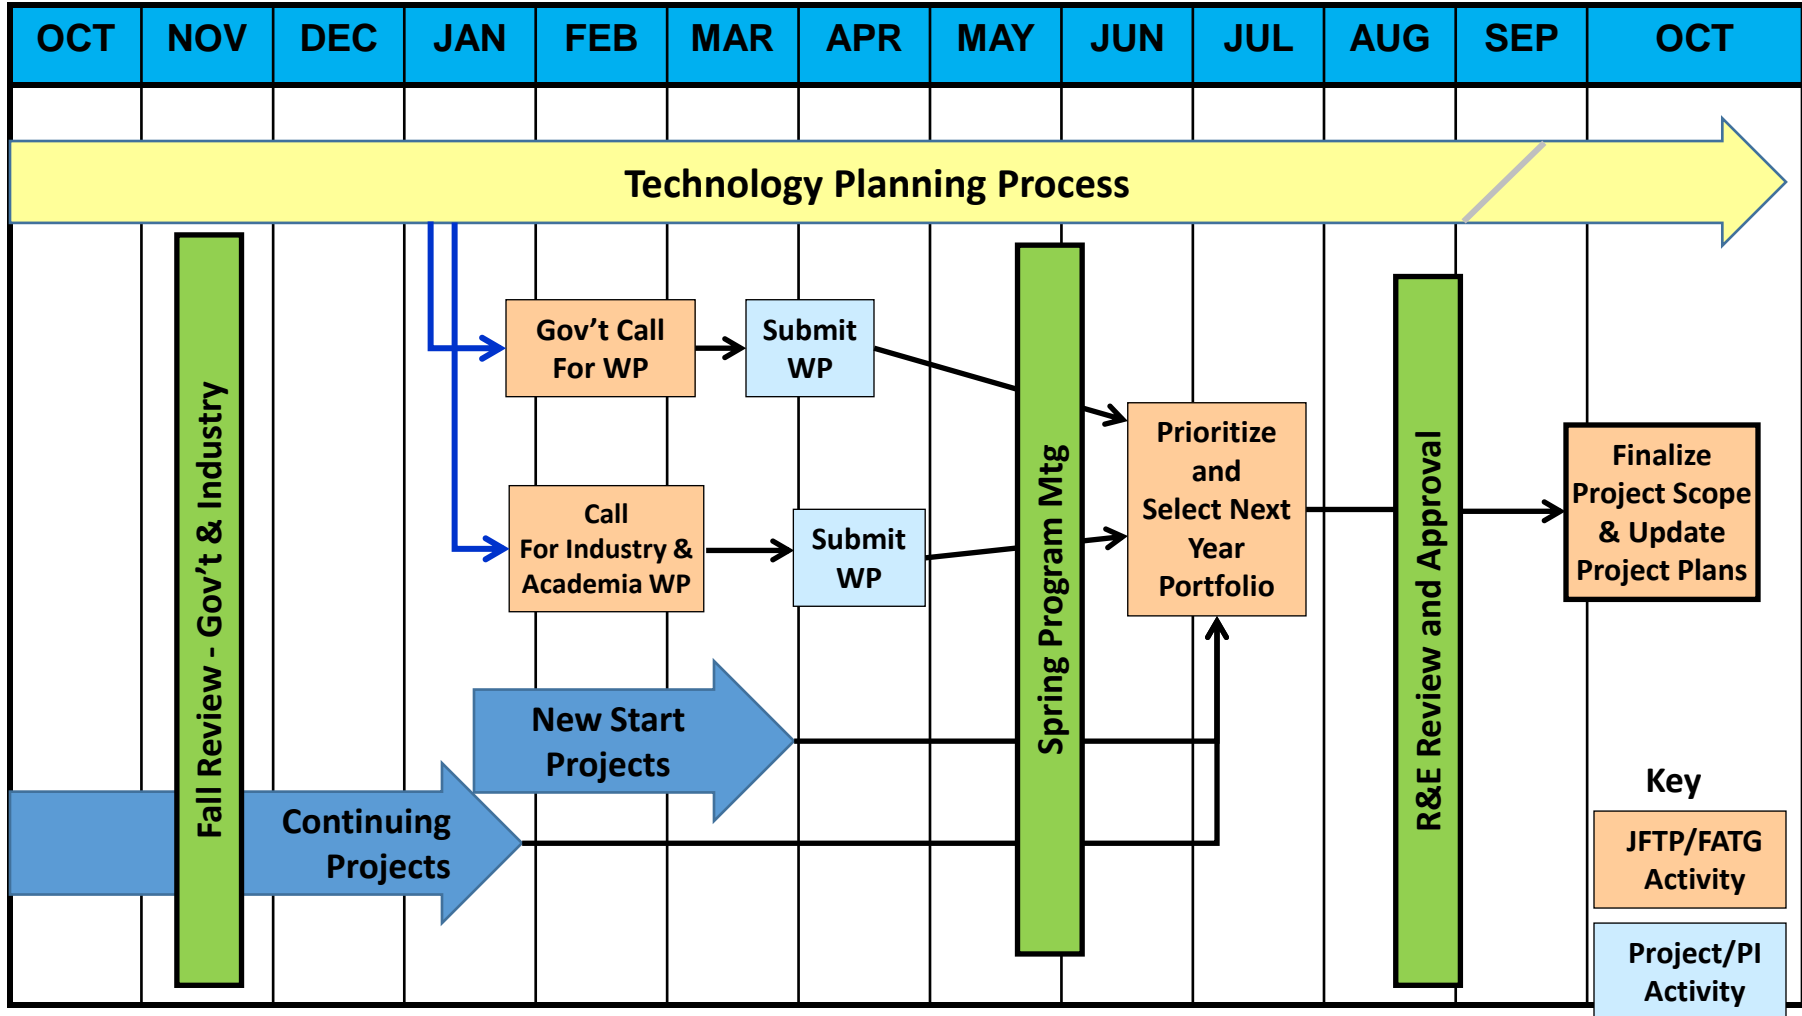 OCT NOV DEC JAN FEB MAR APR MAY JUN JUL AUG SEP OCT
Technology Planning Process
Fall Review - Gov't & Industry
Gov't Call
For WP
Submit
WP
Call
For Industry &
Academia WP
Submit
WP
New Start
Projects
Continuing
Projects
Spring Program Mtg
Prioritize
and
Select Next
Year
Portfolio
R&E Review and Approval
Finalize
Project Scope
& Update
Project Plans
Key
JFTP/FATG
Activity
Project/PI
Activity